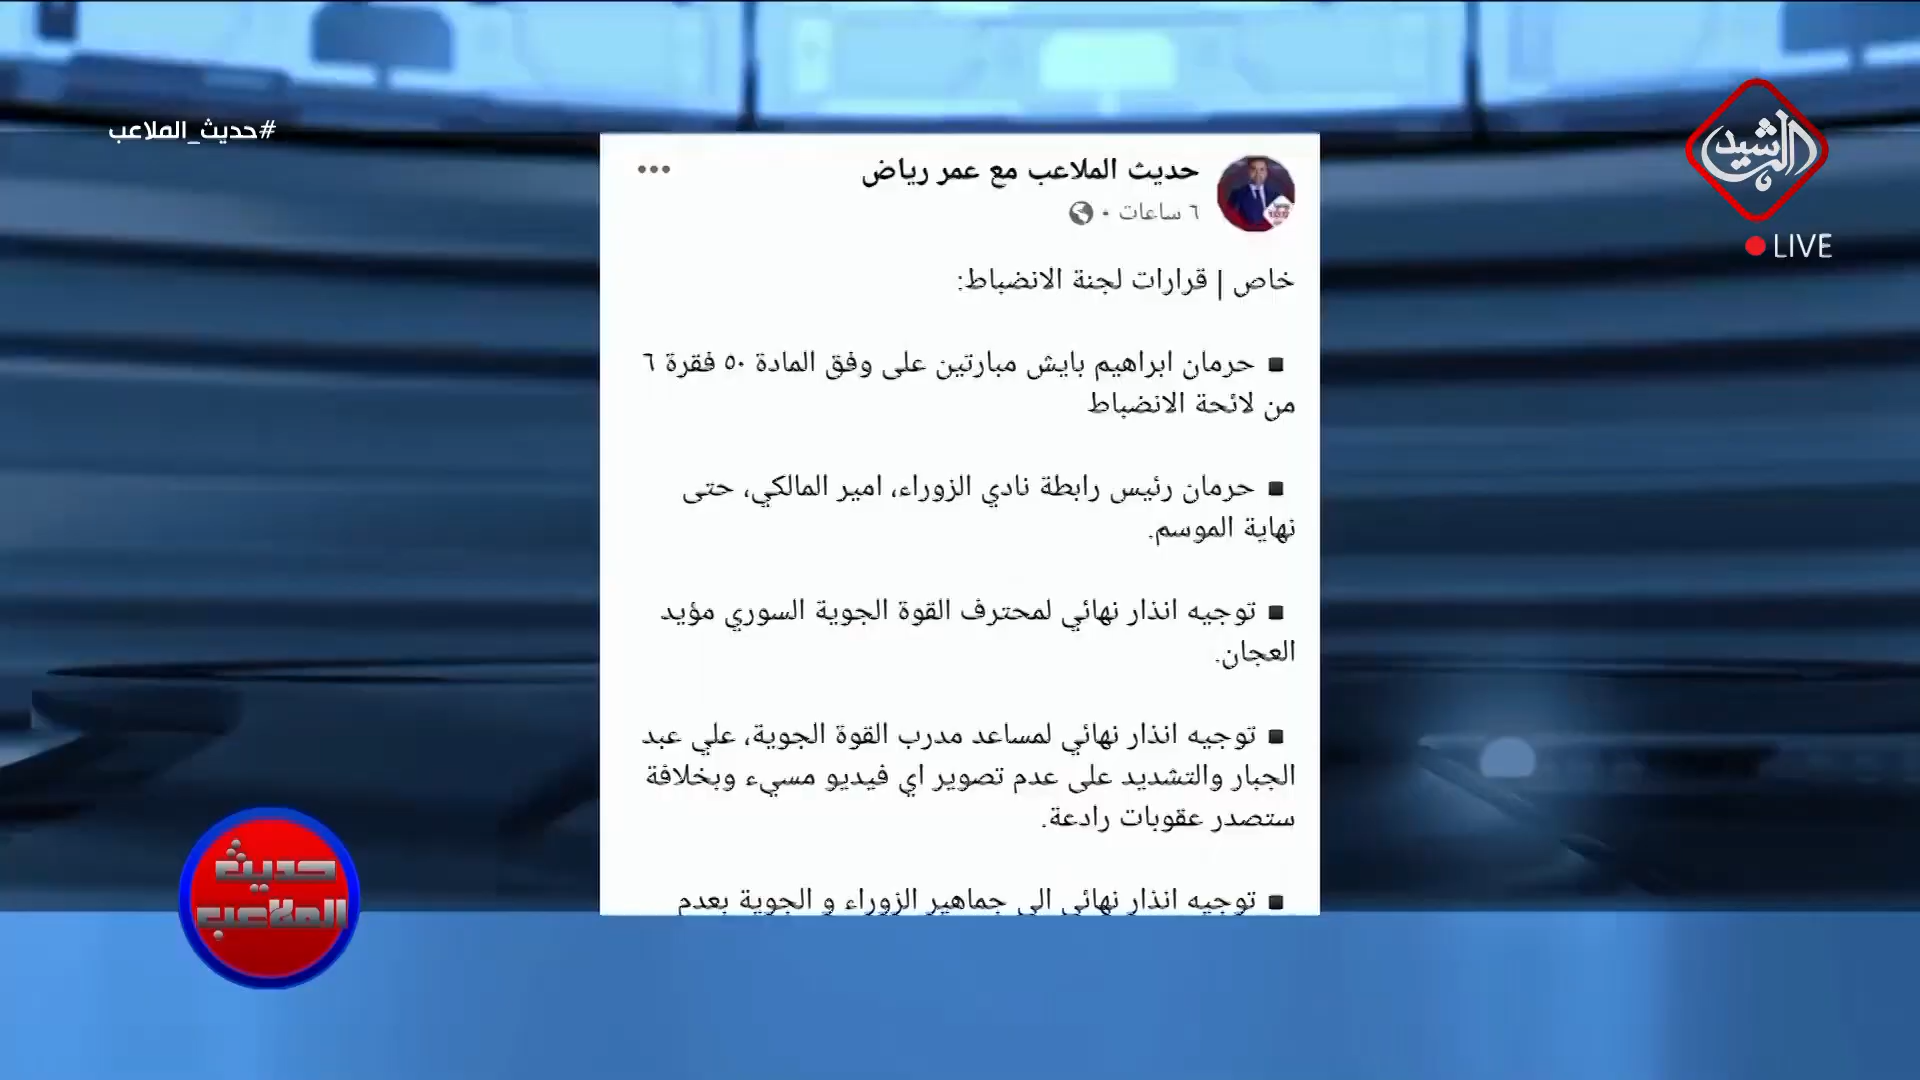 #حديث_الملاعب
الرشيد
LIVE
حديث الملاعب مع عمر رياض
٦ ساعات •
خاص | قرارات لجنة الانضباط:
▪ حرمان ابراهيم بايش مبارتين على وفق المادة ٥٠ فقرة ٦
من لائحة الانضباط
▪ حرمان رئيس رابطة نادي الزوراء، امير المالكي، حتى
نهاية الموسم.
▪ توجيه انذار نهائي لمحترف القوة الجوية السوري مؤيد
العجان.
▪ توجيه انذار نهائي لمساعد مدرب القوة الجوية، علي عبد
الجبار والتشديد على عدم تصوير اي فيديو مسيء وبخلافة
ستصدر عقوبات رادعة.
▪ توجيه انذار نهائي الى جماهير الزوراء و الجوية بعدم
حديث
الملاعب